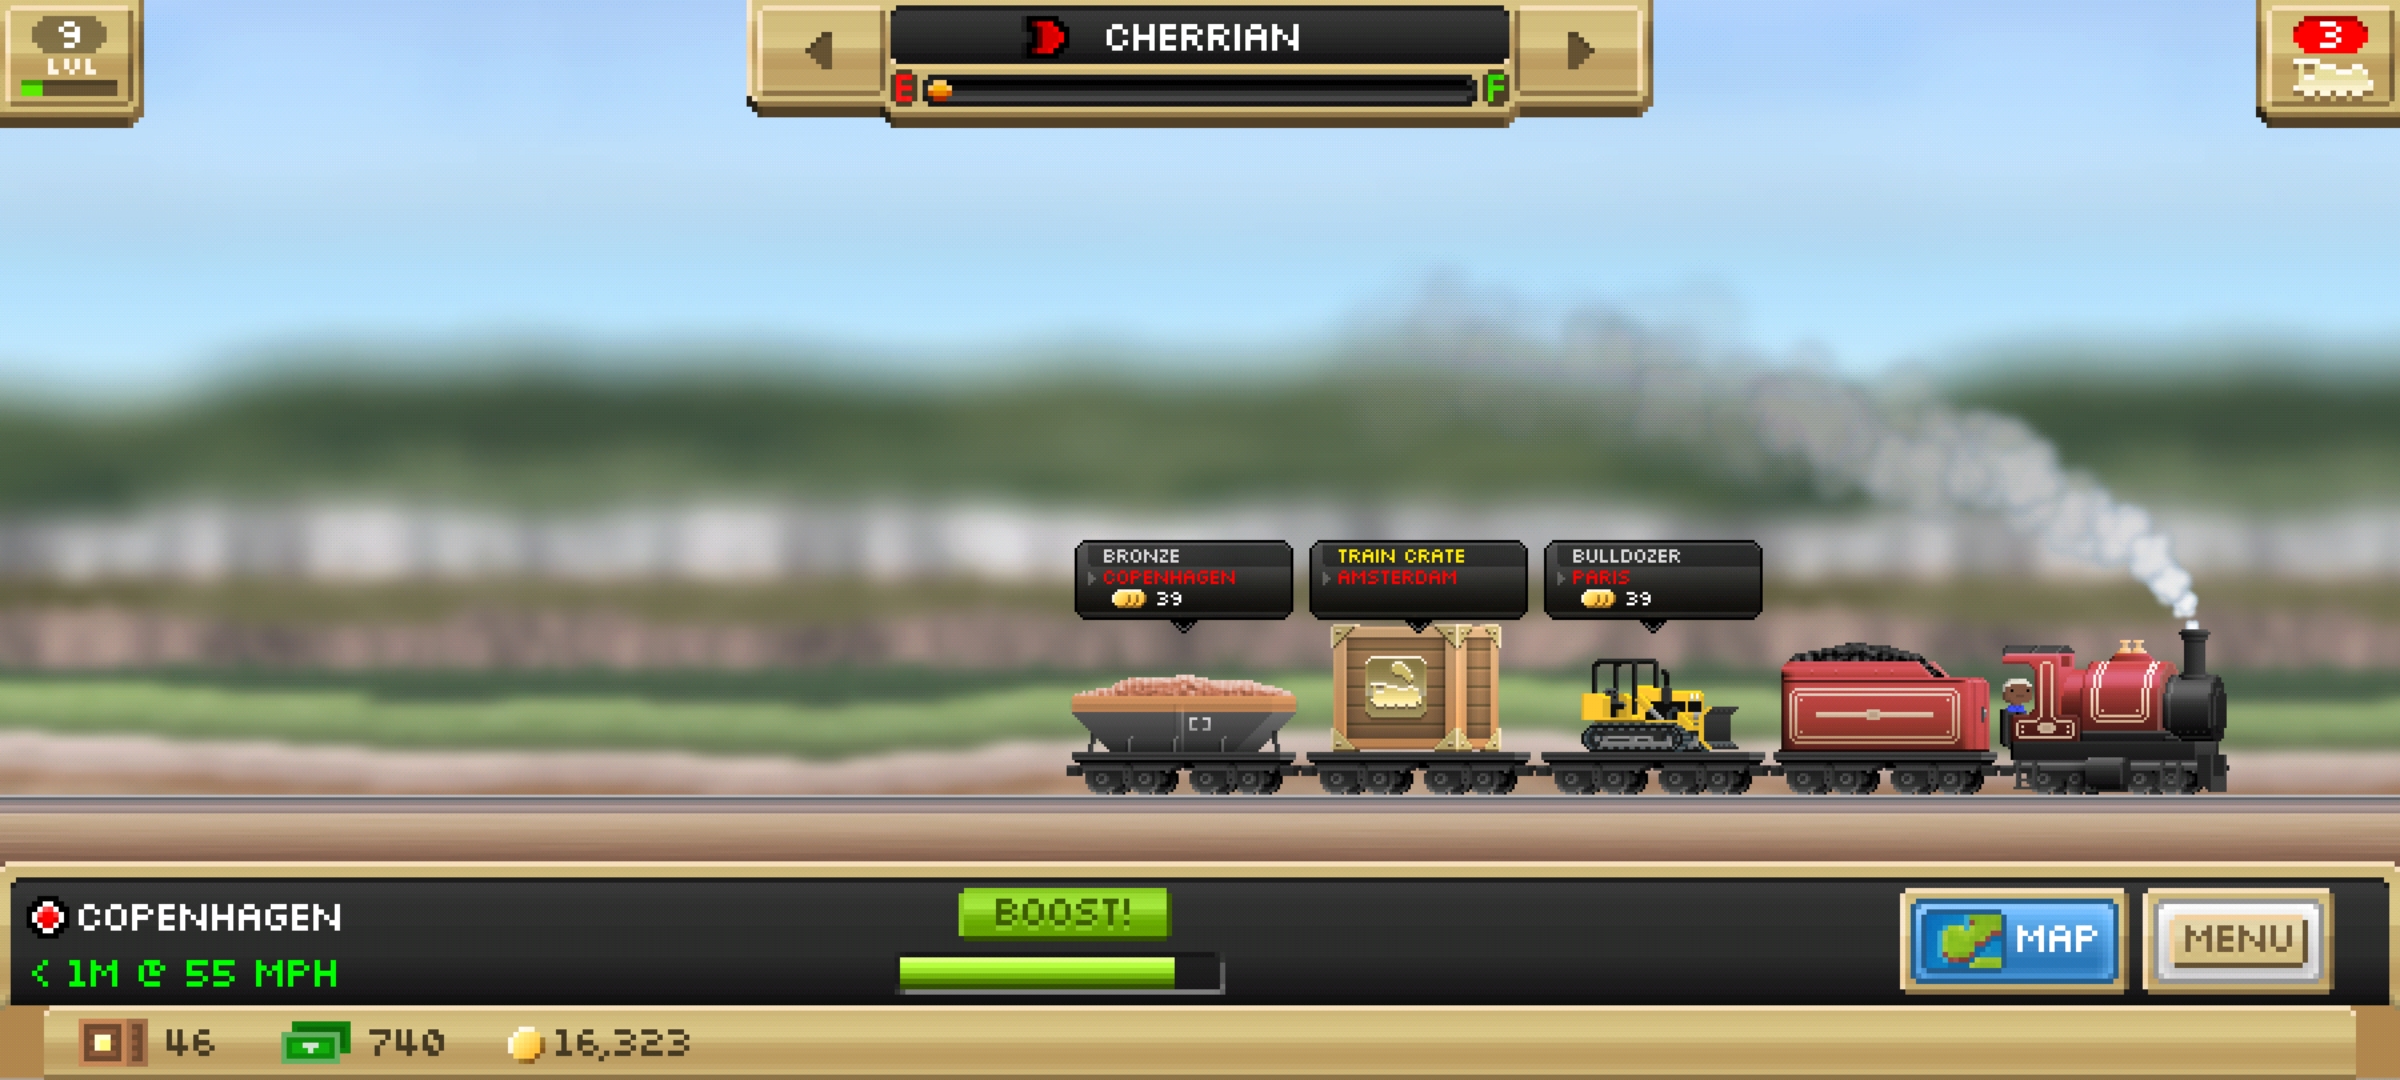 9
LVL
CHERRIAN
E F
3
BRONZE
COPENHAGEN
39
TRAIN CRATE
AMSTERDAM
BULLDOZER
PARIS
39
COPENHAGEN
< 1M @ 55 MPH
BOOST!
MAP
MENU
46
740
16,323